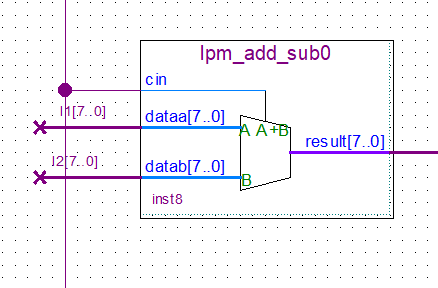 lpm_add_sub0
cin
I1[7..0]
dataa[7..0]
A A+B
result[7..0]
I2[7..0]
datab[7..0]
B
inst8